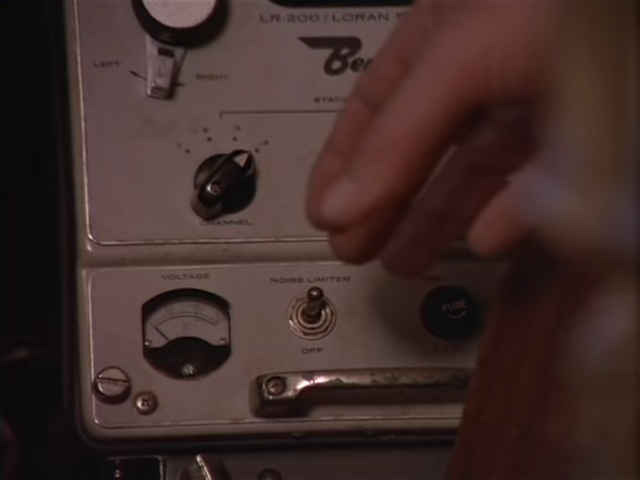 LR-200 / LORAN
LEFT
RIGHT
CHANNEL
VOLTAGE
NOISE LIMITER
OFF
FUSE